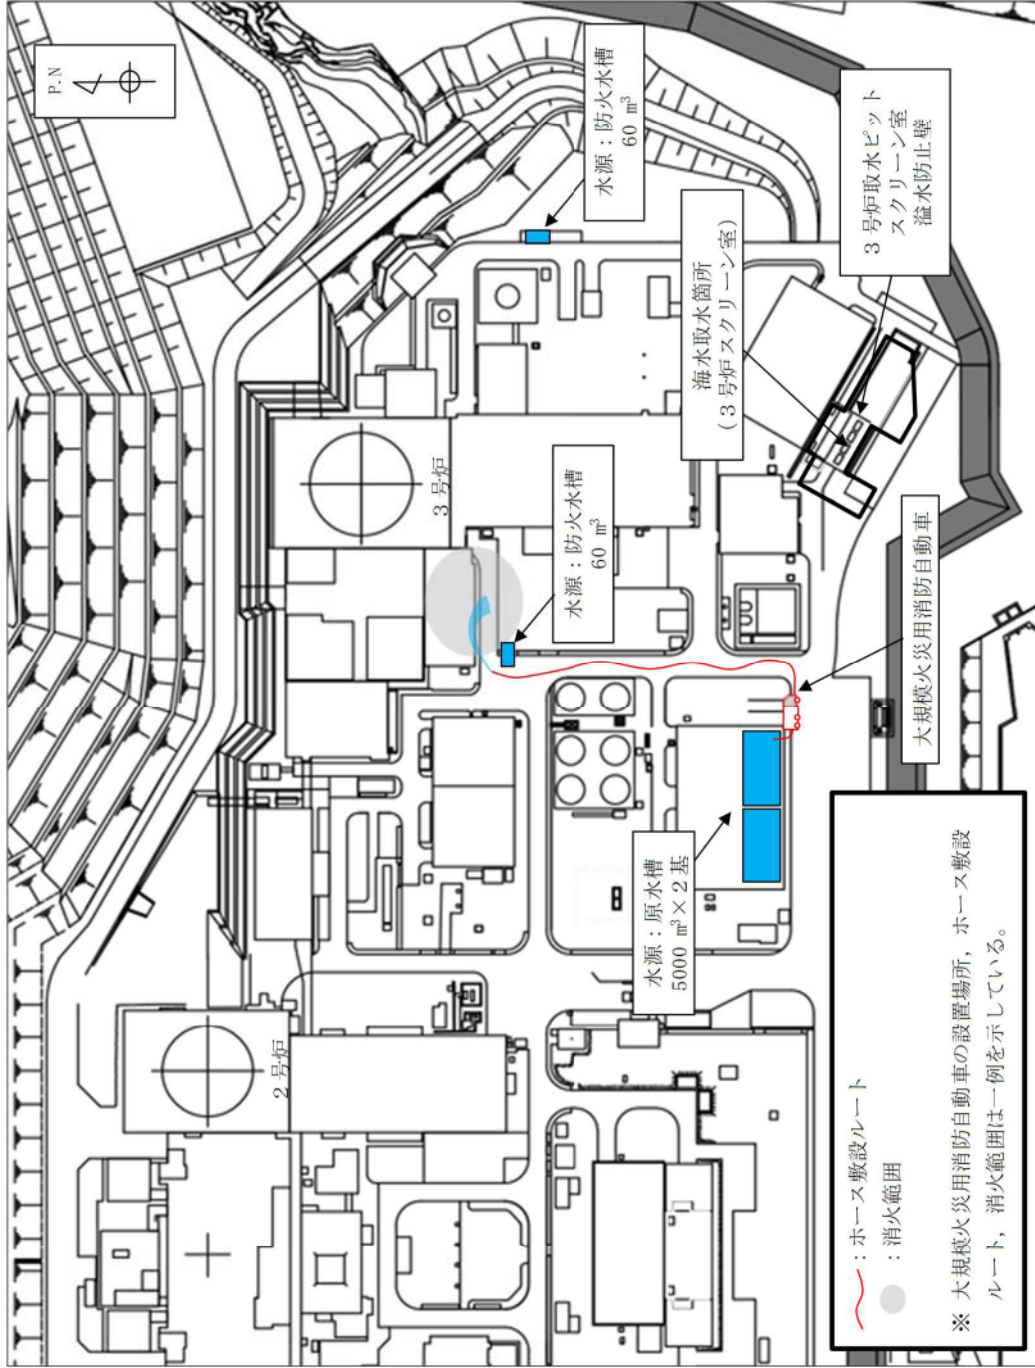 P.N
水源：防火水槽
60 m³
3号炉取水ピット
スクリーン室
溢水防止壁
海水取水箇所
(3号炉スクリーン室)
3号炉
水源：防火水槽
60 m³
大規模火災用消防自動車
水源：原水槽
5000 m³×2基
2号炉
：ホース敷設ルート
：消火範囲
※ 大規模火災用消防自動車の設置場所，ホース敷設
ルート，消火範囲は一例を示している。